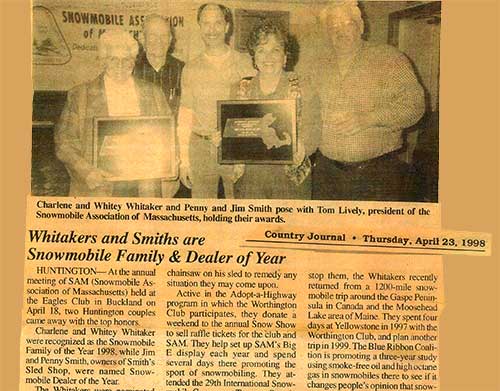 SNOWMOBILE ASSOCIATION
of Massachusetts
Dedicat
Charlene and Whitey Whitaker and Penny and Jim Smith pose with Tom Lively, president of the
Snowmobile Association of Massachusetts, holding their awards.
Country Journal • Thursday, April 23, 1998
Whitakers and Smiths are
Snowmobile Family & Dealer of Year
HUNTINGTON— At the annual
meeting of SAM (Snowmobile As-
sociation of Massachusetts) held at
the Eagles Club in Buckland on
April 18, two Huntington couples
came away with the top honors.
Charlene and Whitey Whitaker
were recognized as the Snowmobile
Family of the Year 1998, while Jim
and Penny Smith, owners of Smith's
Sled Shop, were named Snow-
mobile Dealer of the Year.
The Whitakers were nominated
chainsaw on his sled to remedy any
situation they may come upon.
Active in the Adopt-a-Highway
program in which the Worthington
Club participates, they donate a
weekend to the annual Snow Show
to sell raffle tickets for the club and
SAM. They help set up SAM's Big
E display each year and spend
several days there promoting the
sport of snowmobiling. They at-
tended the 29th International Snow-
stop them, the Whitakers recently
returned from a 1200-mile snow-
mobile trip around the Gaspe Penin-
sula in Canada and the Moosehead
Lake area of Maine. They spent four
days at Yellowstone in 1997 with the
Worthington Club, and plan another
trip in 1999. The Blue Ribbon Coali-
tion is promoting a three-year study
using smoke-free oil and high octane
gas in snowmobiles there to see if it
changes people's opinion that snow-